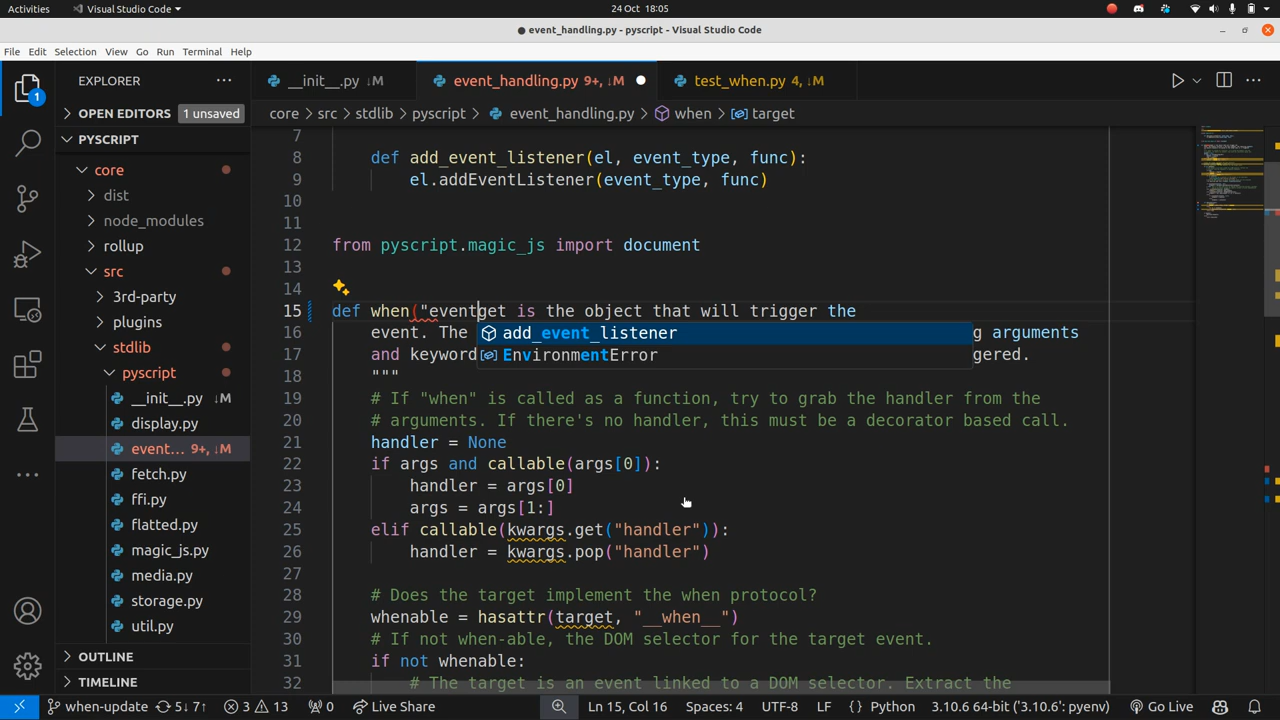 Activities
Visual Studio Code
24 Oct 18:05
● event_handling.py - pyscript - Visual Studio Code
File Edit Selection View Go Run Terminal Help
EXPLORER
OPEN EDITORS 1 unsaved
PYSCRIPT
core
dist
node_modules
rollup
src
3rd-party
plugins
stdlib
pyscript
__init__.py ↓M
display.py
event... 9+, ↓M
fetch.py
ffi.py
flatted.py
magic_js.py
media.py
storage.py
util.py
OUTLINE
TIMELINE
1
__init__.py ↓M
event_handling.py 9+, ↓M
test_when.py 4, ↓M
core > src > stdlib > pyscript > event_handling.py > when > target
7
8 def add_event_listener(el, event_type, func):
9 el.addEventListener(event_type, func)
10
11
12 from pyscript.magic_js import document
13
14
15 def when("eventget is the object that will trigger the
16 event. The g arguments
17 and keyword gered.
add_event_listener
EnvironmentError
18 """
19 # If "when" is called as a function, try to grab the handler from the
20 # arguments. If there's no handler, this must be a decorator based call.
21 handler = None
22 if args and callable(args[0]):
23 handler = args[0]
24 args = args[1:]
25 elif callable(kwargs.get("handler")):
26 handler = kwargs.pop("handler")
27
28 # Does the target implement the when protocol?
29 whenable = hasattr(target, "__when__")
30 # If not when-able, the DOM selector for the target event.
31 if not whenable:
32 # The target is an event linked to a DOM selector. Extract the
when-update 5↓ 7↑ 3 13 0 Live Share Ln 15, Col 16 Spaces: 4 UTF-8 LF Python 3.10.6 64-bit ('3.10.6': pyenv) Go Live